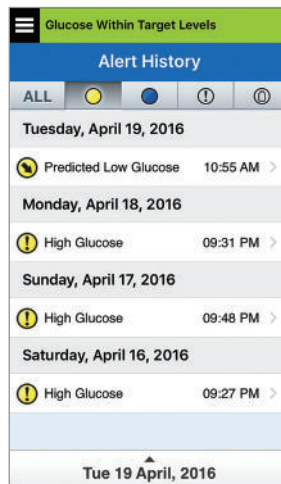 Glucose Within Target Levels
Alert History
ALL
Tuesday, April 19, 2016
Predicted Low Glucose 10:55 AM
Monday, April 18, 2016
High Glucose 09:31 PM
Sunday, April 17, 2016
High Glucose 09:48 PM
Saturday, April 16, 2016
High Glucose 09:27 PM
Tue 19 April, 2016